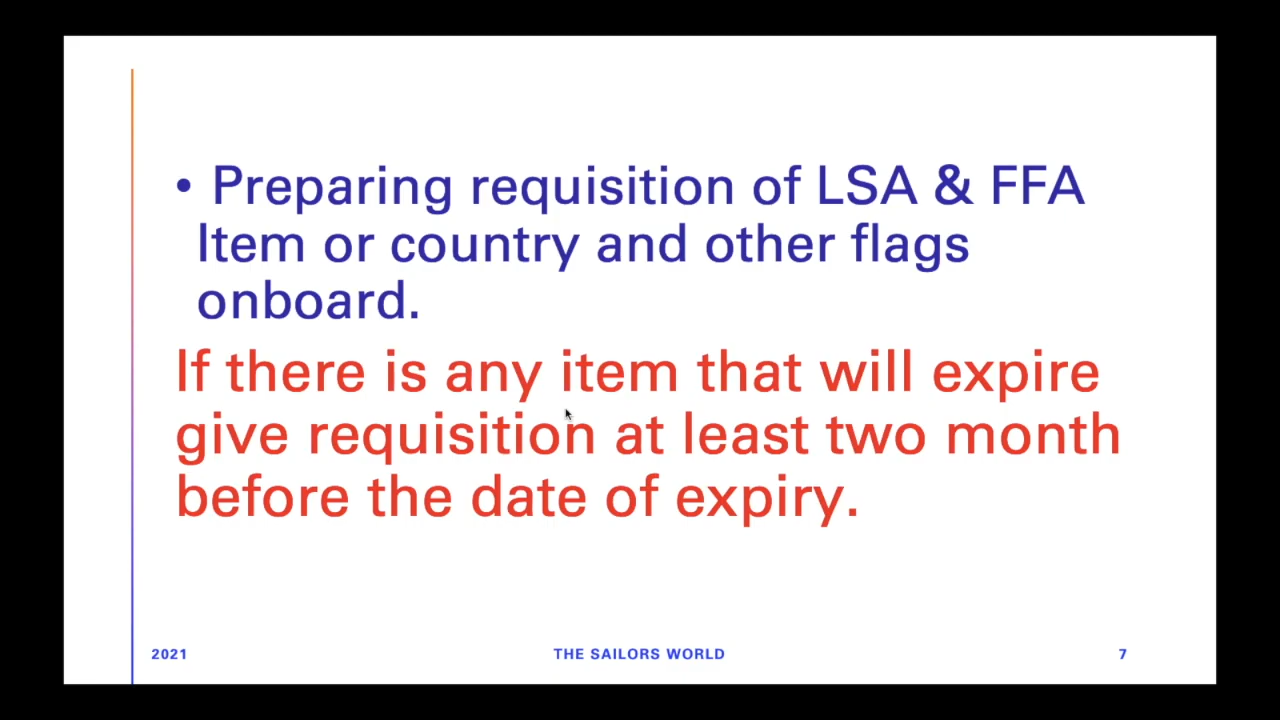 • Preparing requisition of LSA & FFA
Item or country and other flags
onboard.
If there is any item that will expire
give requisition at least two month
before the date of expiry.
2021
THE SAILORS WORLD
7